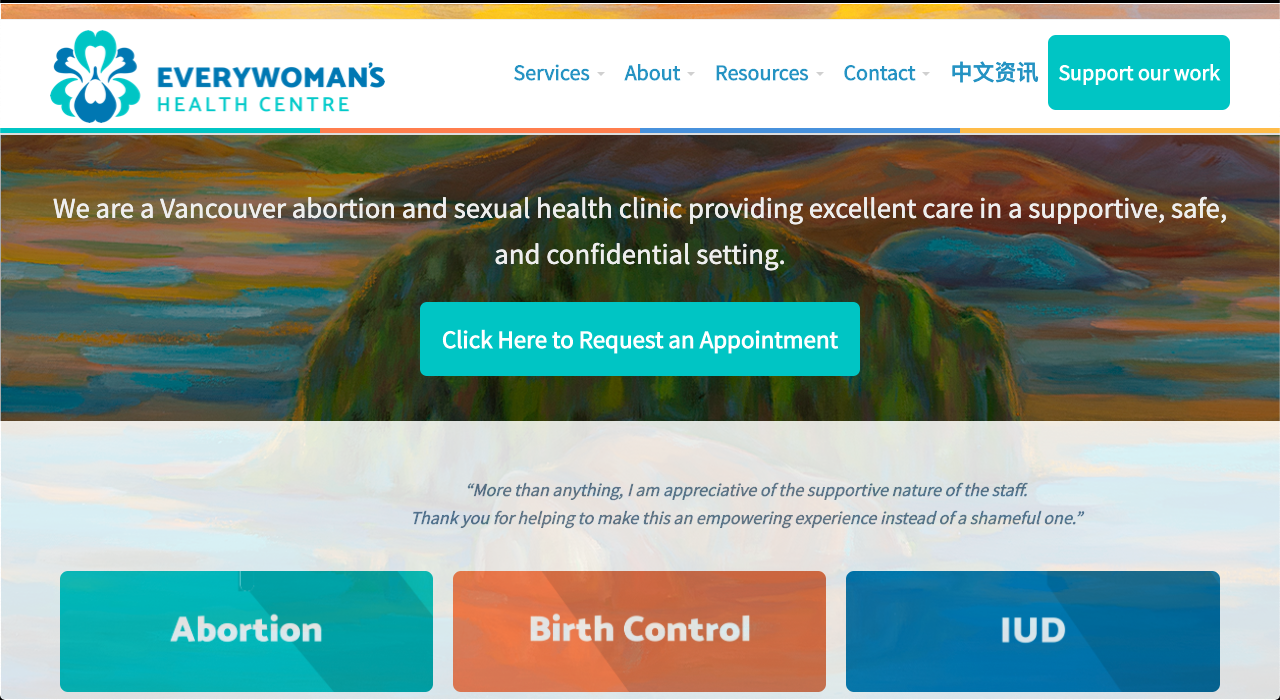 EVERYWOMAN'S
HEALTH CENTRE
Services
About
Resources
Contact
中文资讯
Support our work
We are a Vancouver abortion and sexual health clinic providing excellent care in a supportive, safe,
and confidential setting.
Click Here to Request an Appointment
“More than anything, I am appreciative of the supportive nature of the staff.
Thank you for helping to make this an empowering experience instead of a shameful one.”
Abortion
Birth Control
IUD